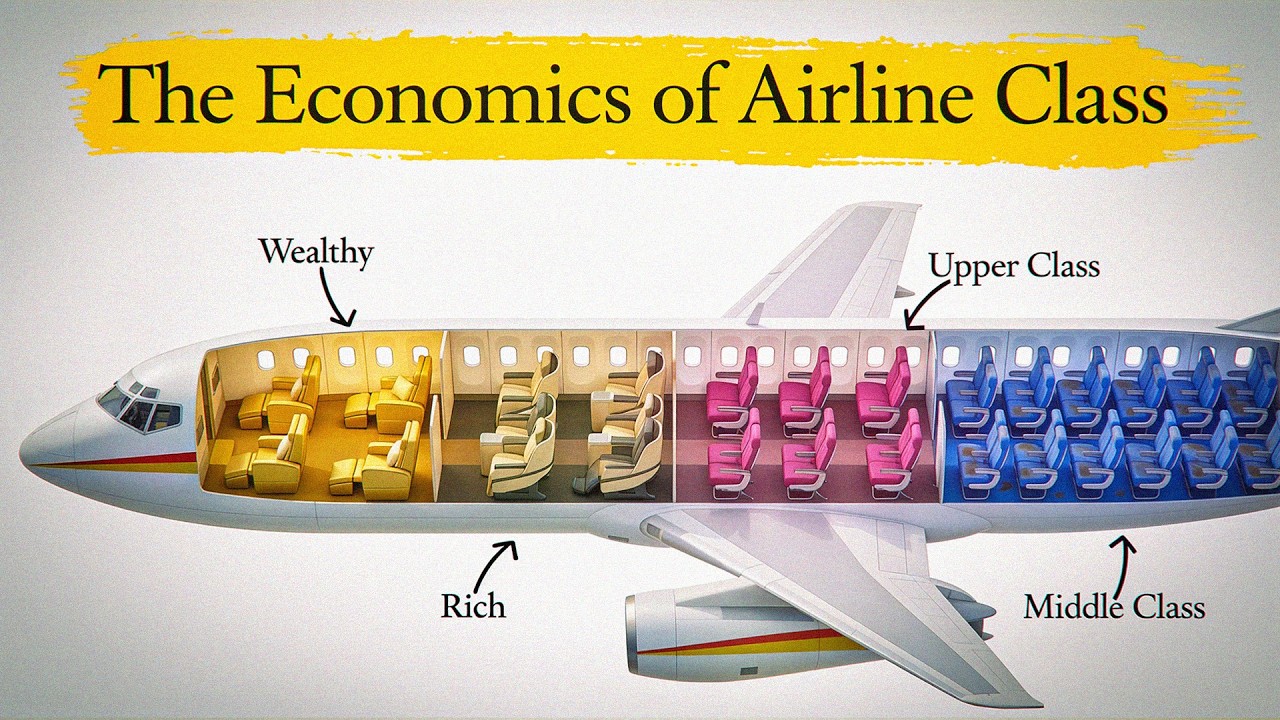 The Economics of Airline Class
Wealthy
Upper Class
Rich
Middle Class